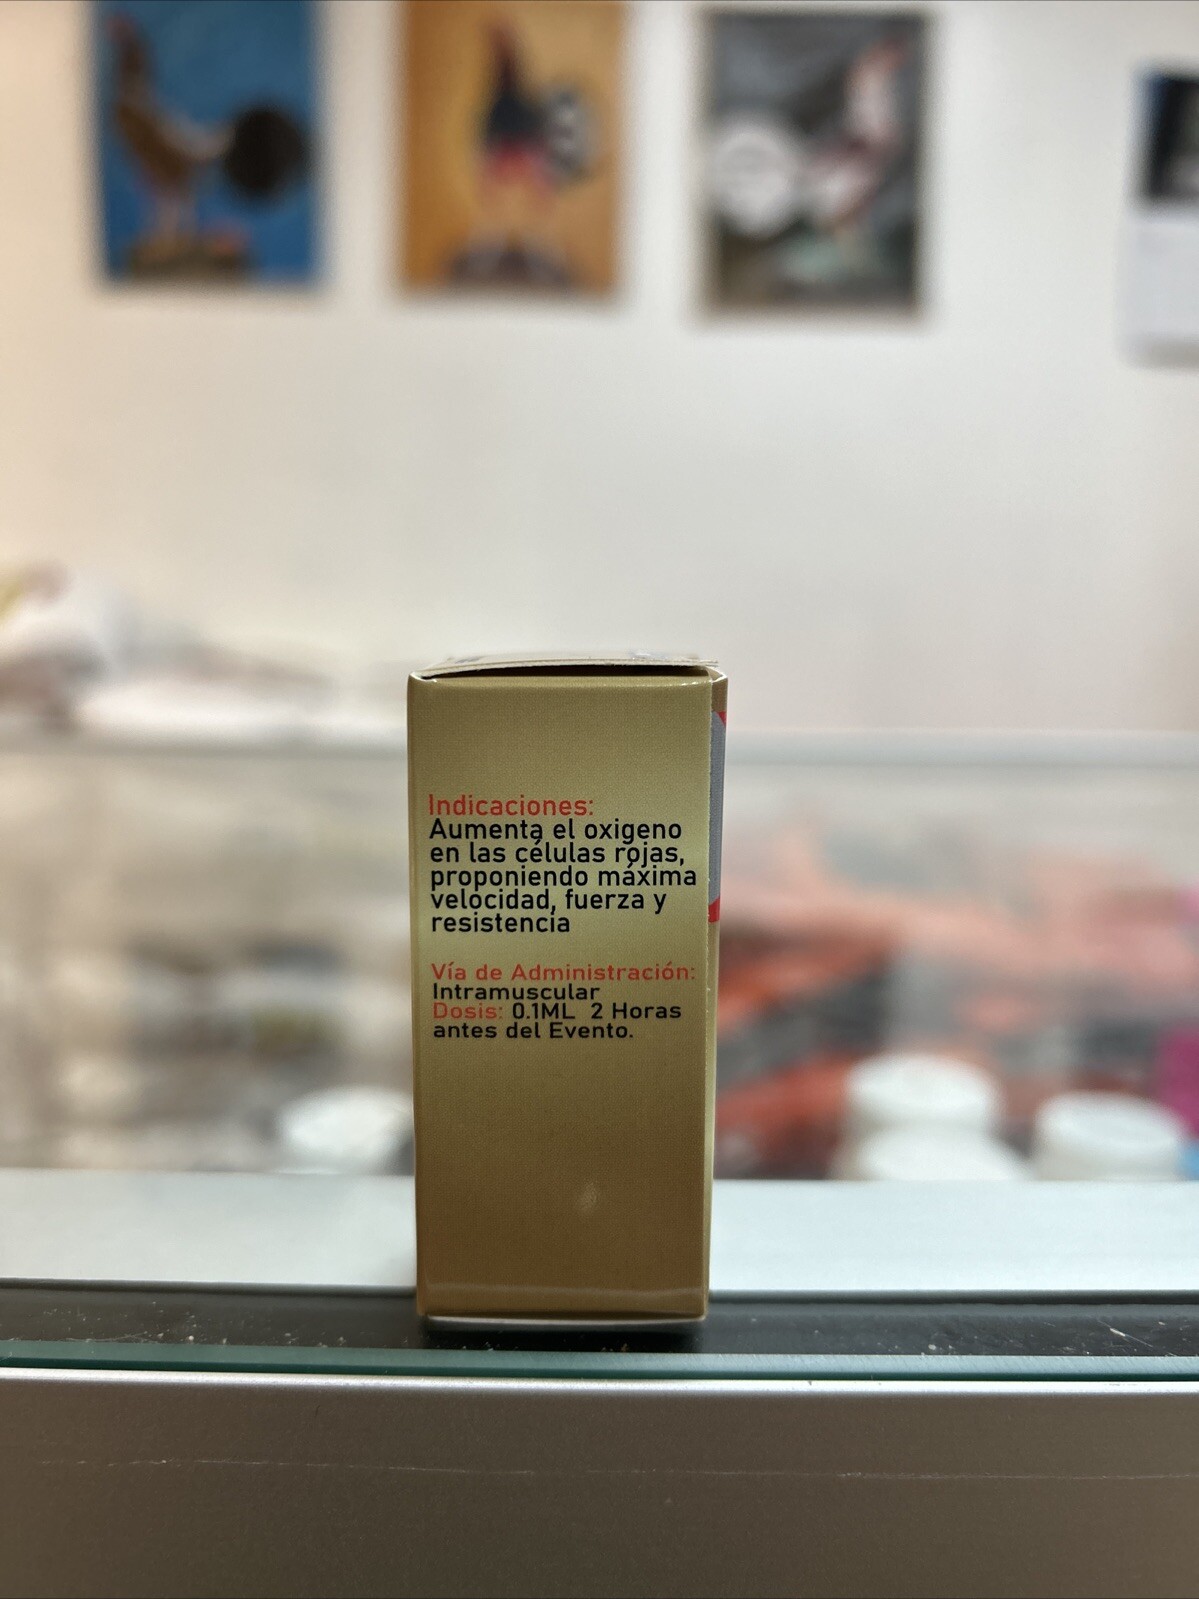 Indicaciones:
Aumenta el oxigeno
en las células rojas,
proponiendo máxima
velocidad, fuerza y
resistencia
Vía de Administración:
Intramuscular
Dosis: 0.1ML 2 Horas
antes del Evento.